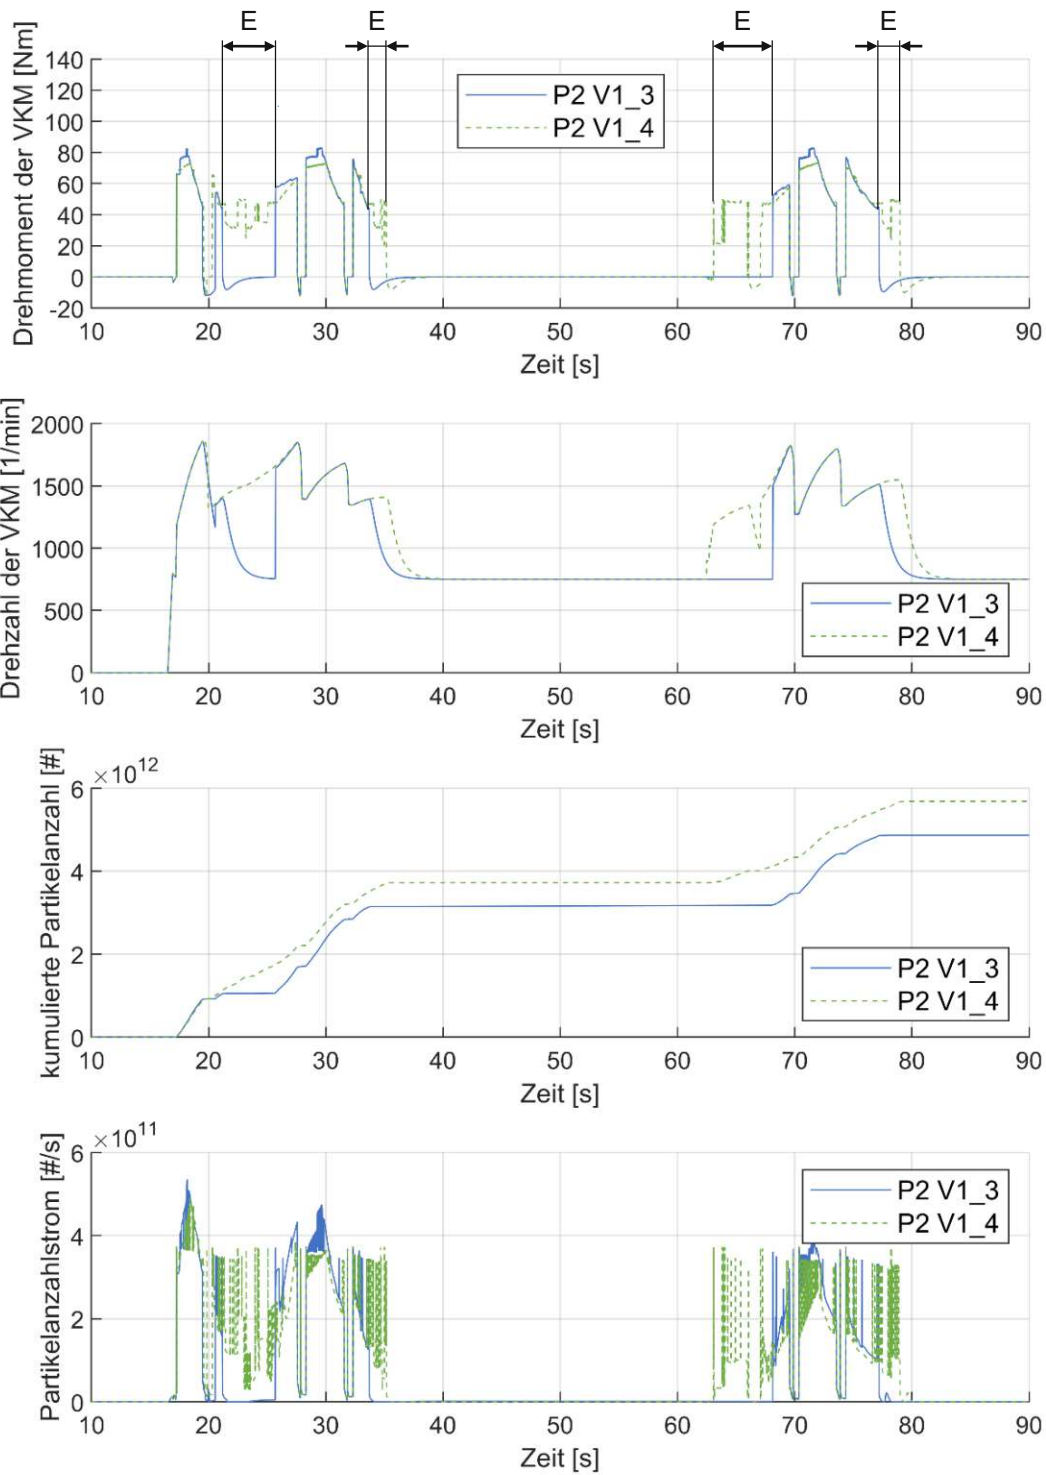 E E E E
Drehmoment der VKM [Nm]
140
120
100
80
60
40
20
0
-20
P2 V1_3
P2 V1_4
10 20 30 40 50 60 70 80 90
Zeit [s]
Drehzahl der VKM [1/min]
2000
1500
1000
500
0
P2 V1_3
P2 V1_4
10 20 30 40 50 60 70 80 90
Zeit [s]
kumulierte Partikelanzahl [#]
×10¹²
6
4
2
0
P2 V1_3
P2 V1_4
10 20 30 40 50 60 70 80 90
Zeit [s]
Partikelanzahlstrom [#/s]
×10¹¹
6
4
2
0
P2 V1_3
P2 V1_4
10 20 30 40 50 60 70 80 90
Zeit [s]